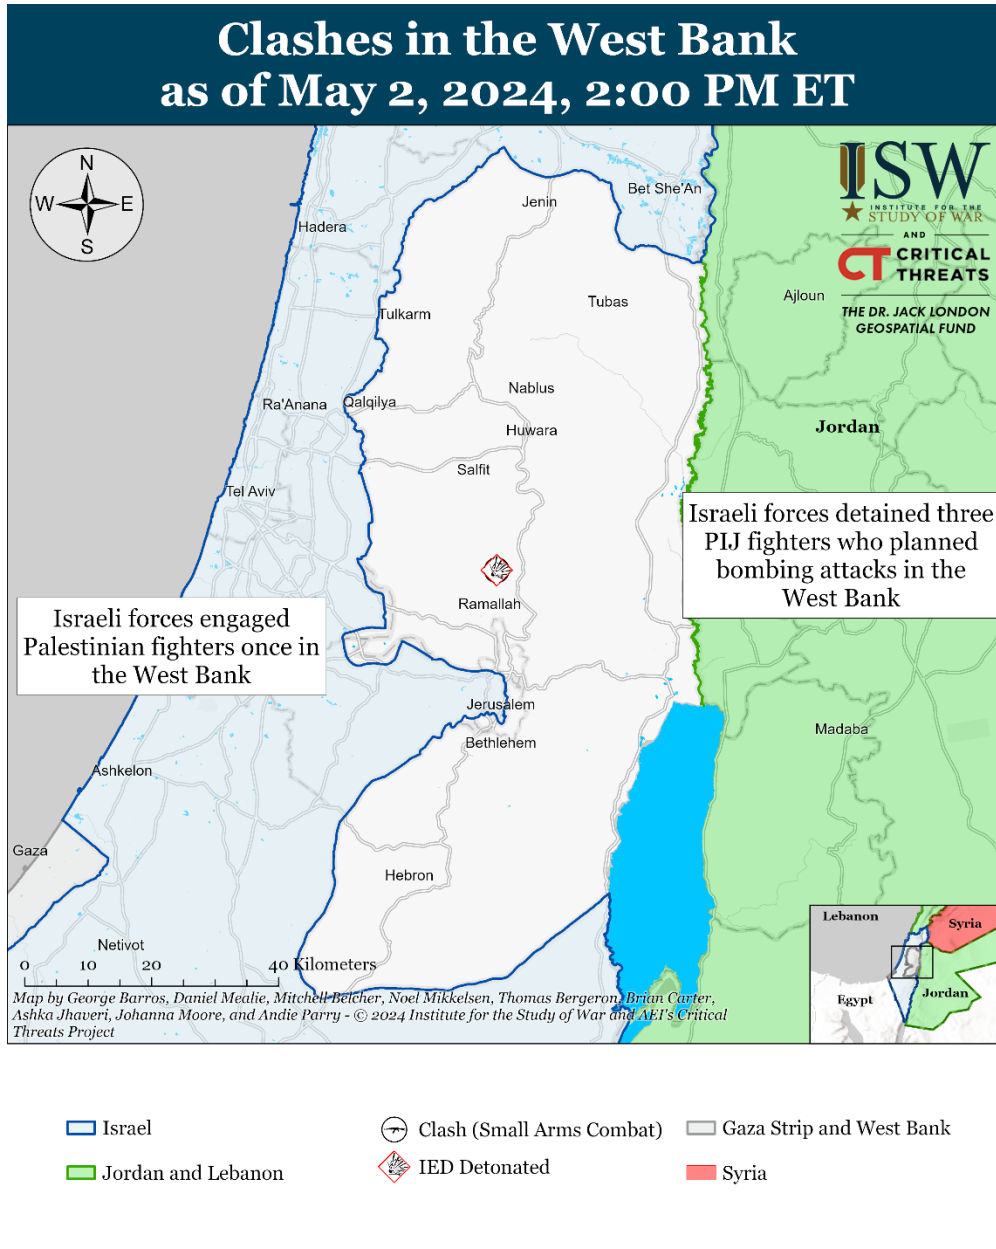 Clashes in the West Bank
as of May 2, 2024, 2:00 PM ET
N
W
E
S
ISW
INSTITUTE FOR THE
STUDY OF WAR
AND
CT CRITICAL
THREATS
THE DR. JACK LONDON
GEOSPATIAL FUND
Bet She'An
Jenin
Hadera
Ajloun
Tubas
Tulkarm
Nablus
Ra'Anana
Qalqilya
Jordan
Huwara
Salfit
Tel Aviv
Israeli forces detained three
PIJ fighters who planned
bombing attacks in the
West Bank
Ramallah
Israeli forces engaged
Palestinian fighters once in
the West Bank
Jerusalem
Madaba
Bethlehem
Ashkelon
Gaza
Hebron
Netivot
Lebanon
Syria
Egypt
Jordan
0 10 20 40 Kilometers
Map by George Barros, Daniel Mealie, Mitchell Belcher, Noel Mikkelsen, Thomas Bergeron, Brian Carter,
Ashka Jhaveri, Johanna Moore, and Andie Parry - © 2024 Institute for the Study of War and AEI's Critical
Threats Project
Israel
Clash (Small Arms Combat)
Gaza Strip and West Bank
Jordan and Lebanon
IED Detonated
Syria